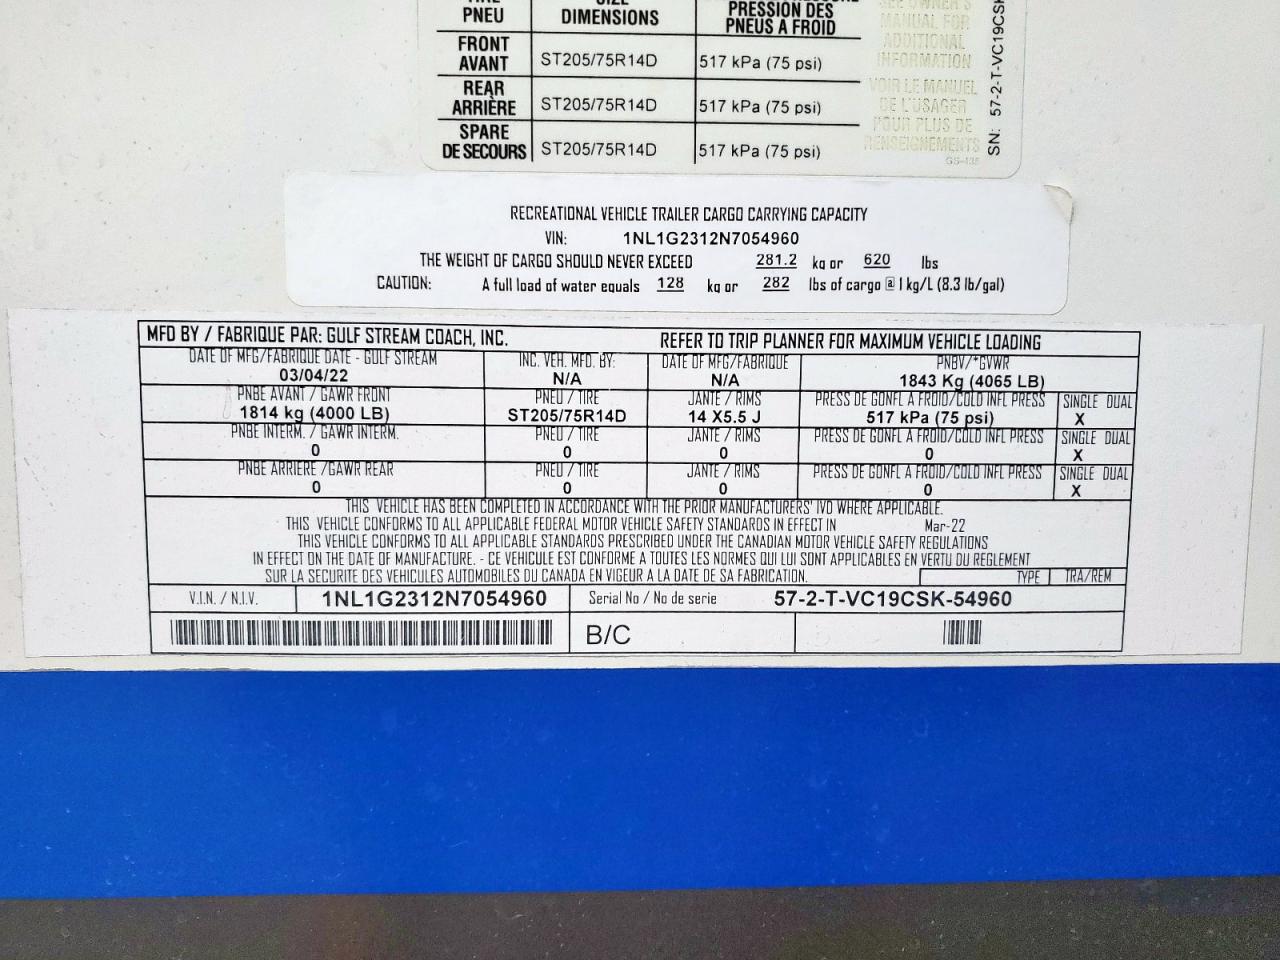 PNEU DIMENSIONS PRESSION DES
PNEUS A FROID
FRONT
AVANT ST205/75R14D 517 kPa (75 psi)
REAR
ARRIÈRE ST205/75R14D 517 kPa (75 psi)
SPARE
DE SECOURS ST205/75R14D 517 kPa (75 psi)
SEE OWNER'S
MANUAL FOR
ADDITIONAL
INFORMATION
VOIR LE MANUEL
DE L'USAGER
POUR PLUS DE
RENSEIGNEMENTS
GS-135
SN: 57-2-T-VC19CSK
RECREATIONAL VEHICLE TRAILER CARGO CARRYING CAPACITY
VIN: 1NL1G2312N7054960
THE WEIGHT OF CARGO SHOULD NEVER EXCEED 281.2 kg or 620 lbs
CAUTION: A full load of water equals 128 kg or 282 lbs of cargo @ 1 kg/L (8.3 lb/gal)
MFD BY / FABRIQUE PAR: GULF STREAM COACH, INC. REFER TO TRIP PLANNER FOR MAXIMUM VEHICLE LOADING
DATE OF MFG/FABRIQUE DATE - GULF STREAM INC. VEH. MFD. BY: DATE OF MFG/FABRIQUE PNBV/*GVWR
03/04/22 N/A N/A 1843 Kg (4065 LB)
PNBE AVANT / GAWR FRONT PNEU / TIRE JANTE / RIMS PRESS DE GONFL A FROID/COLD INFL PRESS SINGLE DUAL
1814 kg (4000 LB) ST205/75R14D 14 X5.5 J 517 kPa (75 psi) X
PNBE INTERM. / GAWR INTERM. PNEU / TIRE JANTE / RIMS PRESS DE GONFL A FROID/COLD INFL PRESS SINGLE DUAL
0 0 0 0 X
PNBE ARRIERE /GAWR REAR PNEU / TIRE JANTE / RIMS PRESS DE GONFL A FROID/COLD INFL PRESS SINGLE DUAL
0 0 0 0 X
THIS VEHICLE HAS BEEN COMPLETED IN ACCORDANCE WITH THE PRIOR MANUFACTURERS' IVD WHERE APPLICABLE.
THIS VEHICLE CONFORMS TO ALL APPLICABLE FEDERAL MOTOR VEHICLE SAFETY STANDARDS IN EFFECT IN Mar-22
THIS VEHICLE CONFORMS TO ALL APPLICABLE STANDARDS PRESCRIBED UNDER THE CANADIAN MOTOR VEHICLE SAFETY REGULATIONS
IN EFFECT ON THE DATE OF MANUFACTURE. - CE VEHICULE EST CONFORME A TOUTES LES NORMES QUI LUI SONT APPLICABLES EN VERTU DU REGLEMENT
SUR LA SECURITE DES VEHICULES AUTOMOBILES DU CANADA EN VIGEUR A LA DATE DE SA FABRICATION. TYPE TRA/REM
V.I.N. / N.I.V. 1NL1G2312N7054960 Serial No / No de serie 57-2-T-VC19CSK-54960
B/C